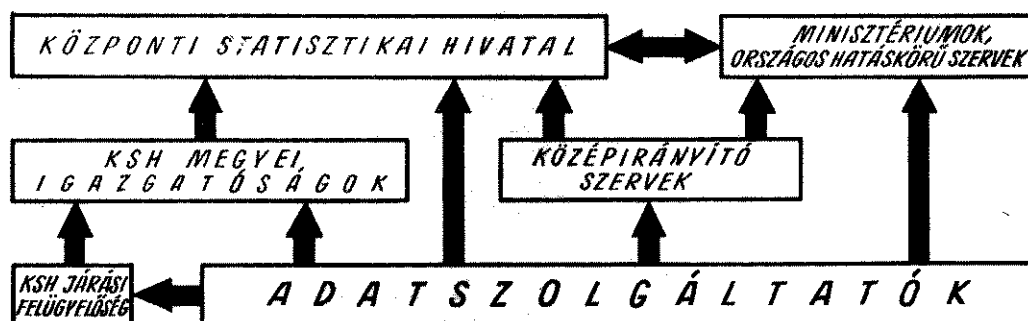 KÖZPONTI STATISZTIKAI HIVATAL
MINISZTÉRIUMOK,
ORSZÁGOS HATÁSKÖRŰ SZERVEK
KSH MEGYEI,
IGAZGATÓSÁGOK
KÖZÉPIRÁNYÍTÓ
SZERVEK
KSH JÁRÁSI
FELÜGYELŐSÉG
ADATSZOLGÁLTATÓK